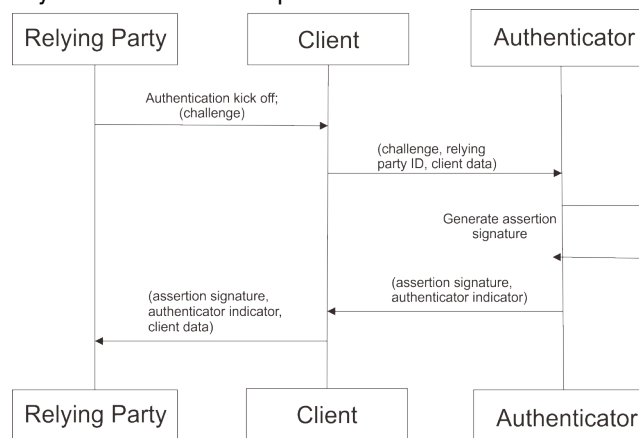 Relying Party
Client
Authenticator
Authentication kick off;
(challenge)
(challenge, relying
party ID, client data)
Generate assertion
signature
(assertion signature,
authenticator indicator)
(assertion signature,
authenticator indicator,
client data)
Relying Party
Client
Authenticator